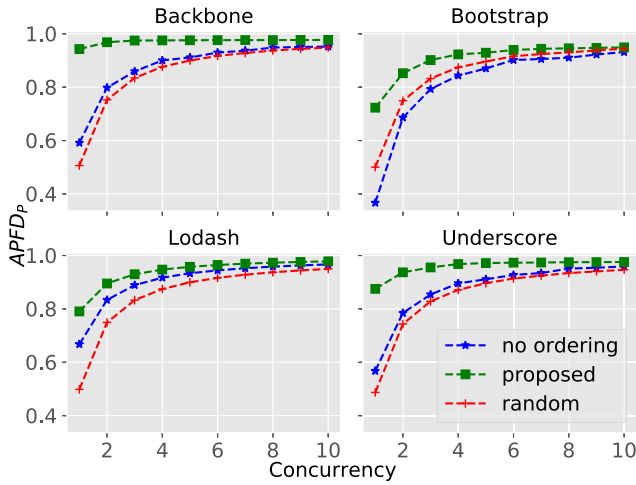 Backbone
Bootstrap
1.0
0.8
0.6
0.4
APFD_P
Lodash
Underscore
1.0
0.8
0.6
0.4
no ordering
proposed
random
2 4 6 8 10
2 4 6 8 10
Concurrency